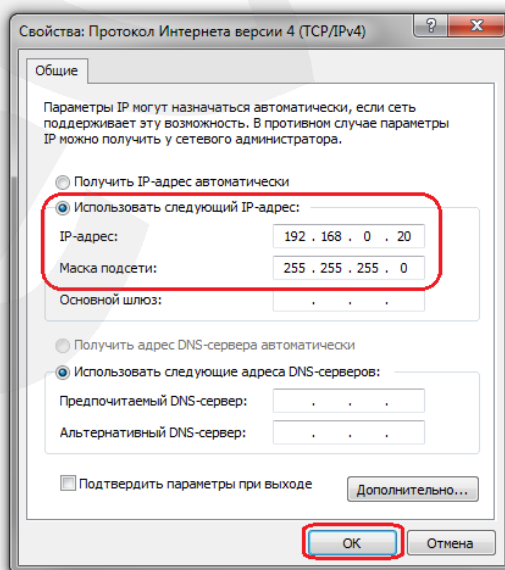 Свойства: Протокол Интернета версии 4 (TCP/IPv4)
Общие
Параметры IP могут назначаться автоматически, если сеть
поддерживает эту возможность. В противном случае параметры
IP можно получить у сетевого администратора.
Получить IP-адрес автоматически
Использовать следующий IP-адрес:
IP-адрес: 192 . 168 . 0 . 20
Маска подсети: 255 . 255 . 255 . 0
Основной шлюз: . . .
Получить адрес DNS-сервера автоматически
Использовать следующие адреса DNS-серверов:
Предпочитаемый DNS-сервер: . . .
Альтернативный DNS-сервер: . . .
Подтвердить параметры при выходе
Дополнительно...
ОК Отмена